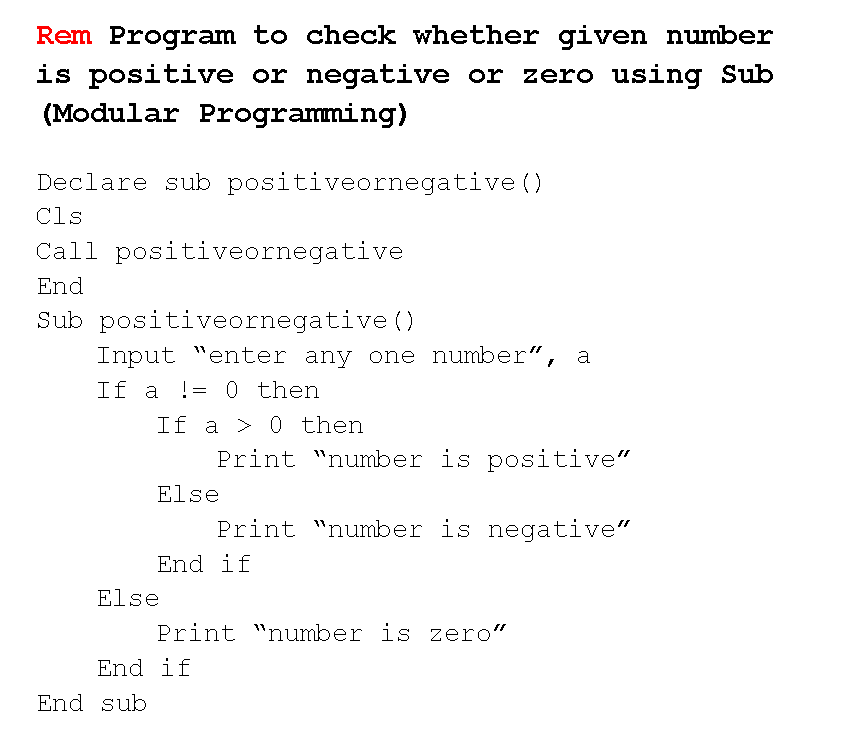 Rem Program to check whether given number
is positive or negative or zero using Sub
(Modular Programming)
Declare sub positiveornegative()
Cls
Call positiveornegative
End
Sub positiveornegative()
Input “enter any one number”, a
If a != 0 then
If a > 0 then
Print “number is positive”
Else
Print “number is negative”
End if
Else
Print “number is zero”
End if
End sub